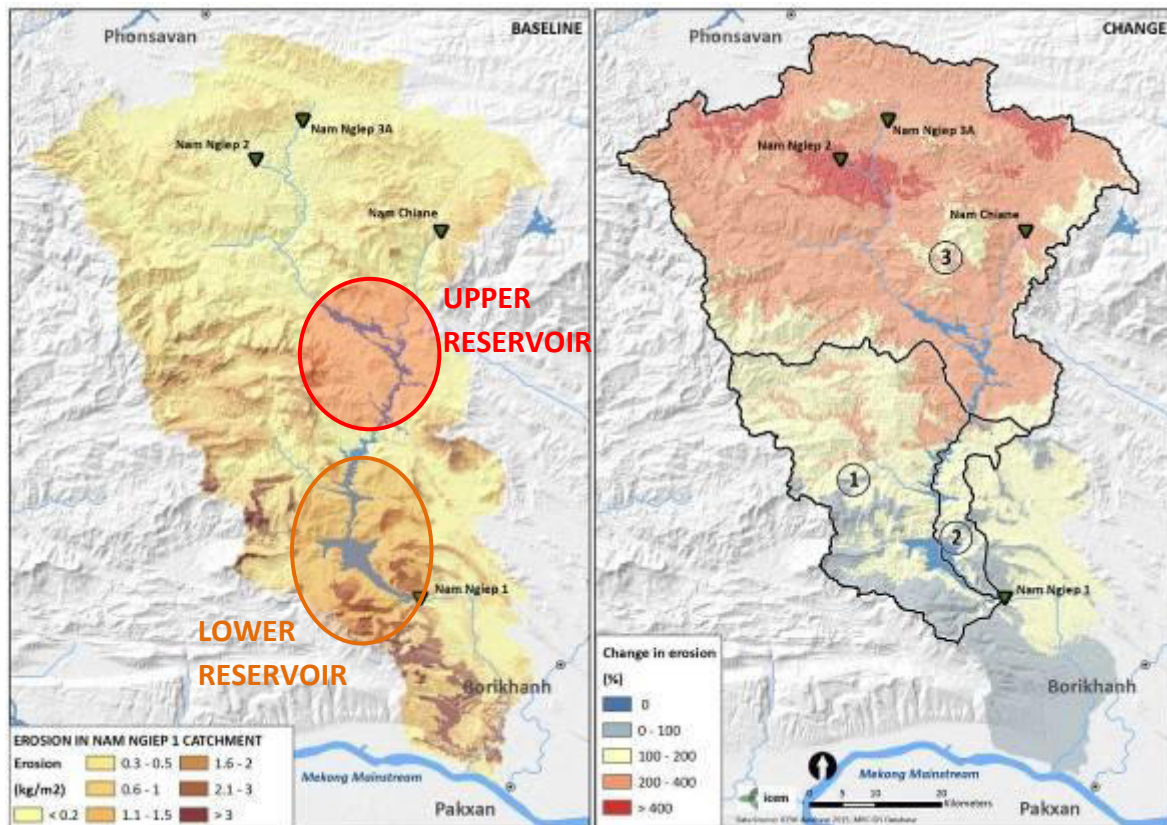 Phonsavan
BASELINE
Nam Ngiep 3A
Nam Ngiep 2
Nam Chiane
UPPER
RESERVOIR
Nam Ngiep 1
LOWER
RESERVOIR
Borikhanh
EROSION IN NAM NGIEP 1 CATCHMENT
Erosion
(kg/m2)
< 0.2
0.3 - 0.5
0.6 - 1
1.1 - 1.5
1.6 - 2
2.1 - 3
> 3
Mekong Mainstream
Pakxan
Phonsavan
CHANGE
Nam Ngiep 3A
Nam Ngiep 2
Nam Chiane
3
1
2
Nam Ngiep 1
Change in erosion
(%)
0
0 - 100
100 - 200
200 - 400
> 400
Borikhanh
Mekong Mainstream
icem
0 5 10 20
Kilometers
Pakxan